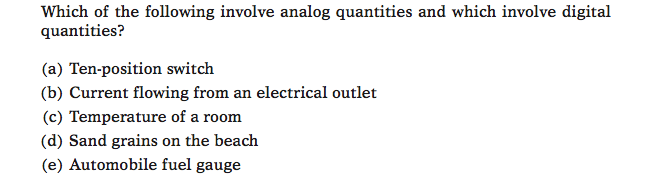 Which of the following involve analog quantities and which involve digital
quantities?
(a) Ten-position switch
(b) Current flowing from an electrical outlet
(c) Temperature of a room
(d) Sand grains on the beach
(e) Automobile fuel gauge